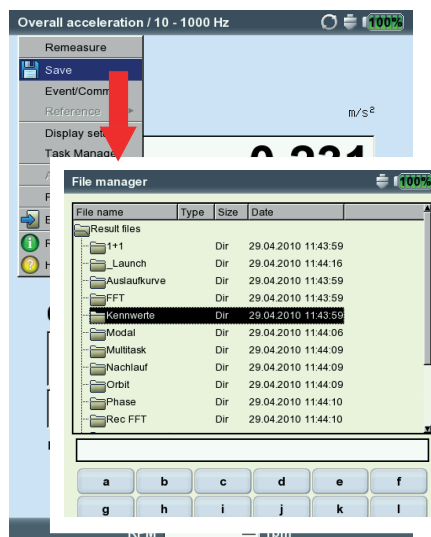 Overall acceleration / 10 - 1000 Hz 100%
Remeasure
Save
Event/Comm
Reference
m/s²
Display set
Task Manage
File manager 100%
File name Type Size Date
Result files
1+1 Dir 29.04.2010 11:43:59
_Launch Dir 29.04.2010 11:44:16
Auslaufkurve Dir 29.04.2010 11:43:59
FFT Dir 29.04.2010 11:43:59
Kennwerte Dir 29.04.2010 11:43:59
Modal Dir 29.04.2010 11:44:06
Multitask Dir 29.04.2010 11:44:09
Nachlauf Dir 29.04.2010 11:44:09
Orbit Dir 29.04.2010 11:44:09
Phase Dir 29.04.2010 11:44:10
Rec FFT Dir 29.04.2010 11:44:10
a b c d e f
g h i j k l